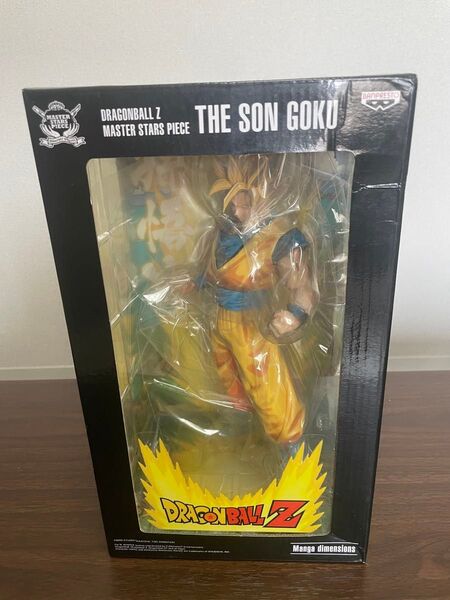 MASTER
STARS
PIECE
DRAGONBALL Z
MASTER STARS PIECE
THE SON GOKU
BANPRESTO
DRAGONBALL Z
Manga dimensions